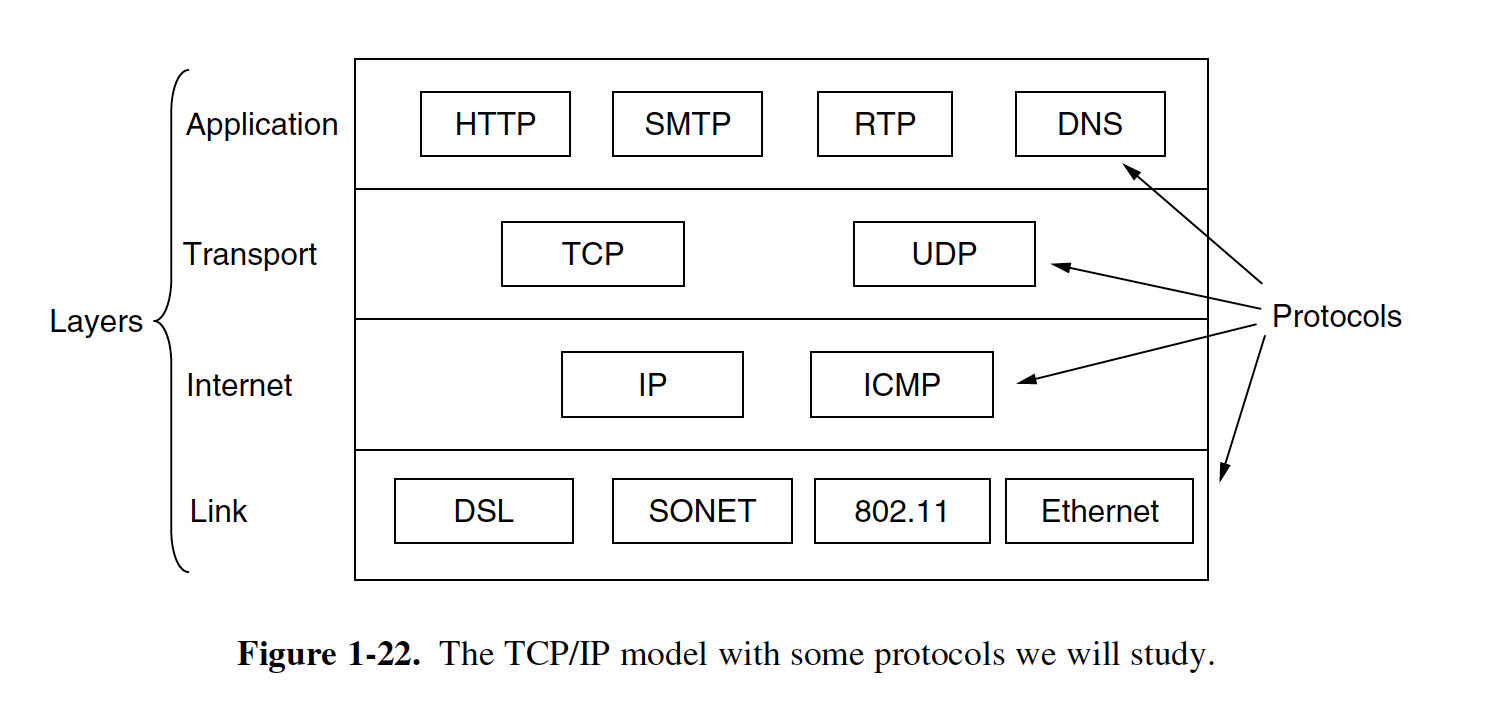 Application HTTP SMTP RTP DNS
Transport TCP UDP
Layers Protocols
Internet IP ICMP
Link DSL SONET 802.11 Ethernet
Figure 1-22. The TCP/IP model with some protocols we will study.